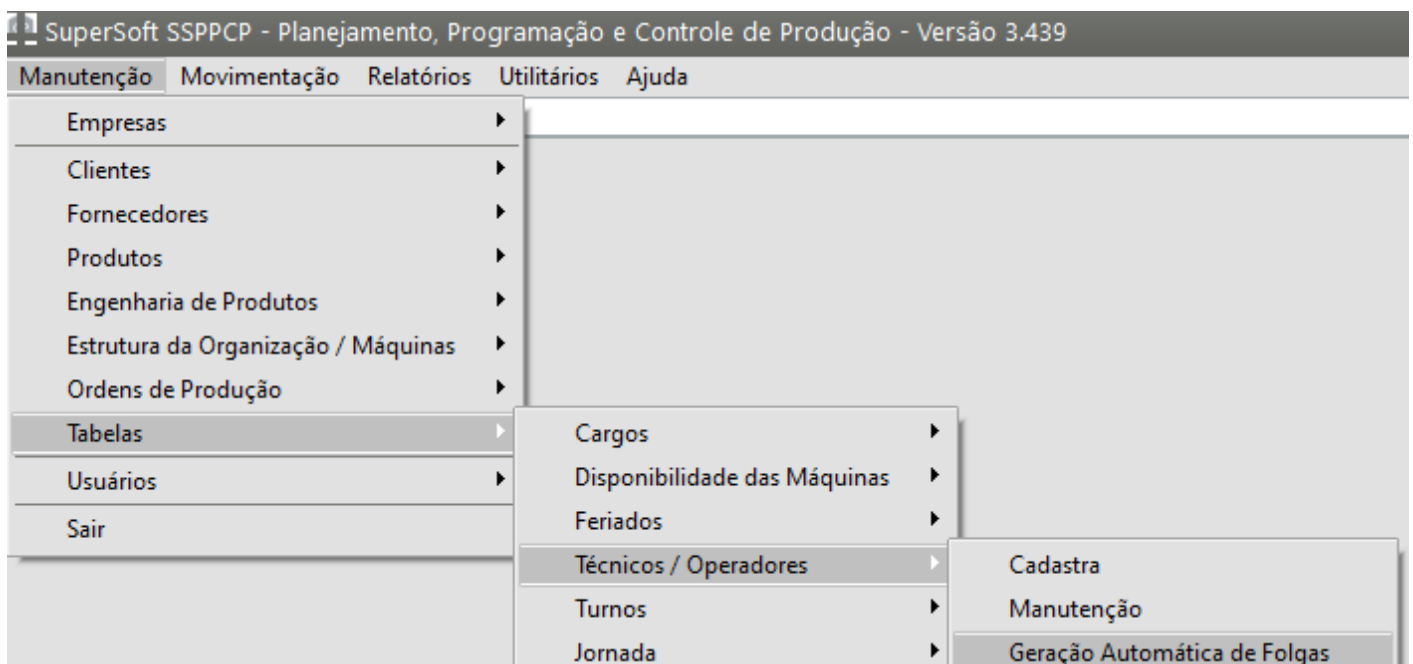 SuperSoft SSPPCP - Planejamento, Programação e Controle de Produção - Versão 3.439
Manutenção Movimentação Relatórios Utilitários Ajuda
Empresas
Clientes
Fornecedores
Produtos
Engenharia de Produtos
Estrutura da Organização / Máquinas
Ordens de Produção
Tabelas
Usuários
Sair
Cargos
Disponibilidade das Máquinas
Feriados
Técnicos / Operadores
Turnos
Jornada
Cadastra
Manutenção
Geração Automática de Folgas